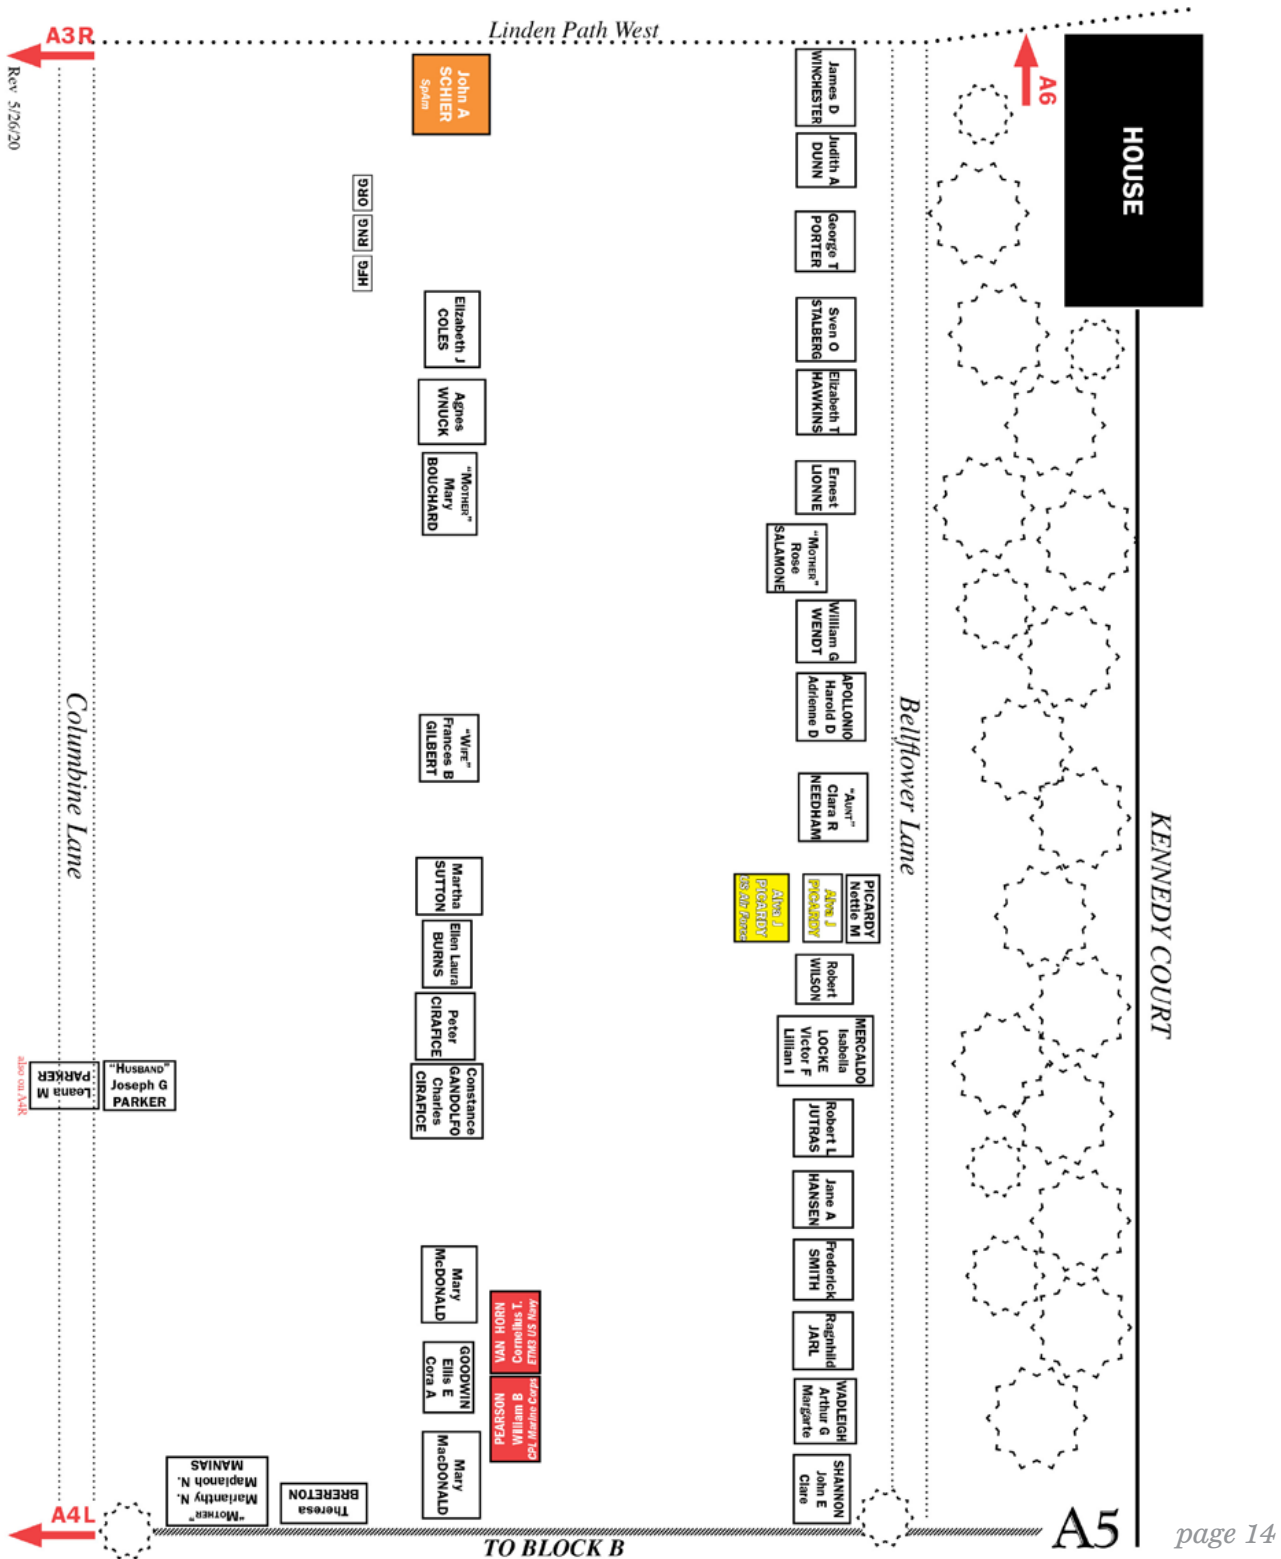 A3R
Linden Path West
Rev 5/26/20
John A
SCHIER
SpAm
James D
WINCHESTER
A6
HOUSE
Judith A
DUNN
ORG
RNG
HFG
George T
PORTER
Elizabeth J
COLES
Sven O
STALBERG
Agnes
WNUCK
Elizabeth T
HAWKINS
"MOTHER"
Mary
BOUCHARD
Ernest
LIONNE
"MOTHER"
Rose
SALAMONE
William G
WENDT
Columbine Lane
"WIFE"
Frances B
GILBERT
APOLLONIO
Harold D
Adrienne D
Bellflower Lane
"AUNT"
Clara R
NEEDHAM
KENNEDY COURT
Martha
SUTTON
Alva J
PICARDY
US Air Force
Alva J
PICARDY
PICARDY
Nettie M
Ellen Laura
BURNS
Robert
WILSON
Peter
CIRAFICE
MERCALDO
Isabella
LOCKE
Victor F
Lillian I
also on A4R
Leana M
PARKER
"HUSBAND"
Joseph G
PARKER
Constance
GANDOLFO
Charles
CIRAFICE
Robert L
JUTRAS
Jane A
HANSEN
Mary
McDONALD
Frederick
SMITH
ETM3 US Navy
Cornelius T.
VAN HORN
Ragnhild
JARL
GOODWIN
Ellis E
Cora A
CPL Marine Corps
William B
PEARSON
WADLEIGH
Arthur G
Margarte
Mary
MacDONALD
SHANNON
John E
Clare
"MOTHER"
Marianthy N.
Maplanoh N.
MANIAS
Theresa
BRERETON
A4L
TO BLOCK B
A5
page 14